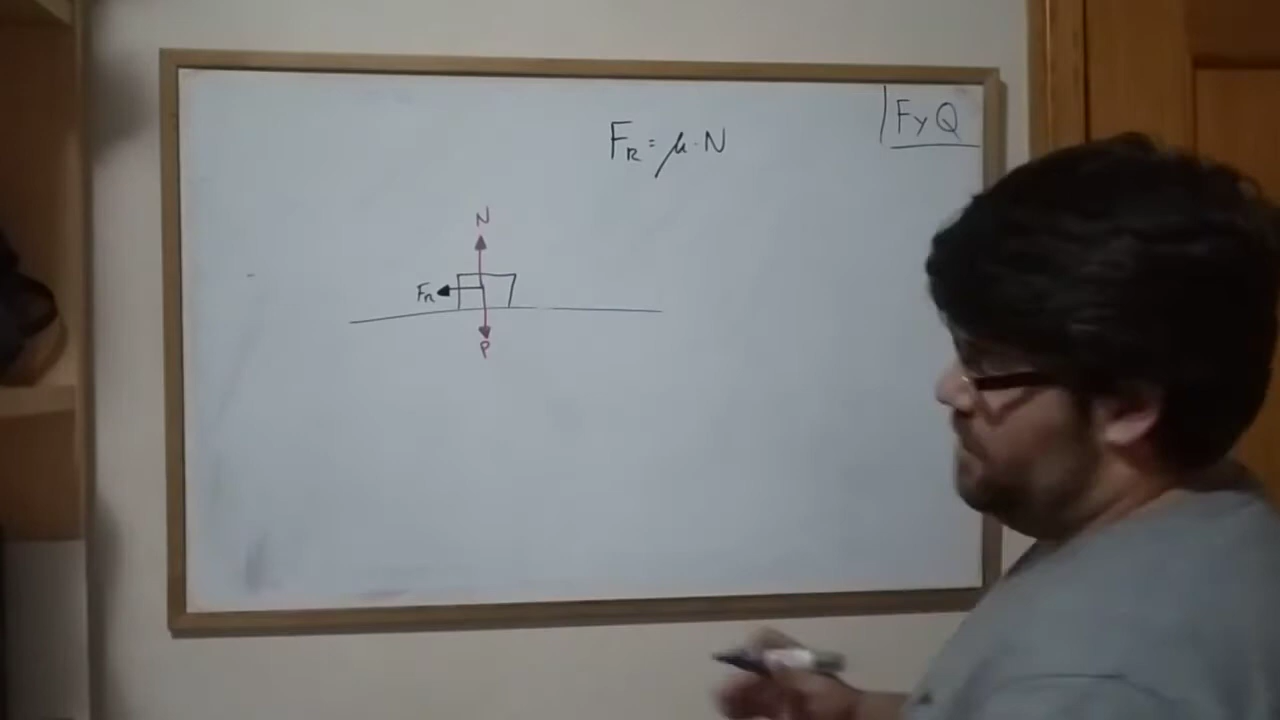 FyQ
F_R = μ · N
N
F_R
P